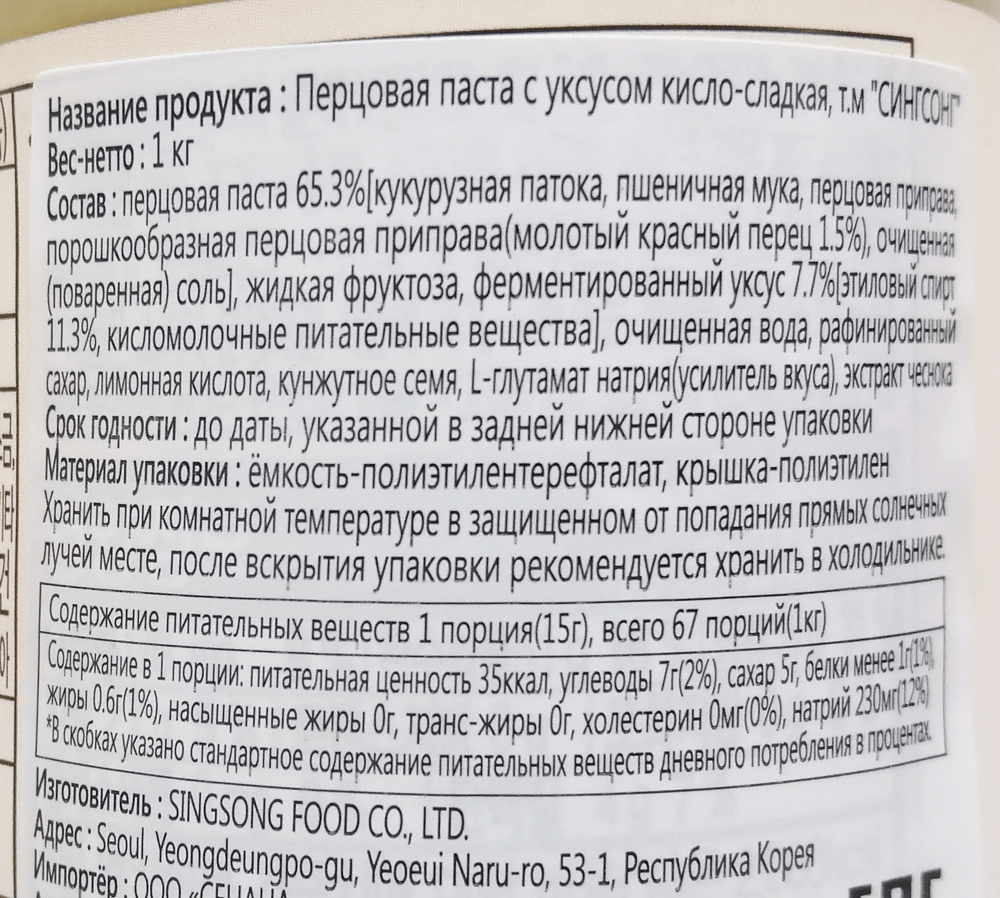 Название продукта : Перцовая паста с уксусом кисло-сладкая, т.м "СИНГСОНГ"
Вес-нетто : 1 кг
Состав : перцовая паста 65.3%[кукурузная патока, пшеничная мука, перцовая приправа,
порошкообразная перцовая приправа(молотый красный перец 1.5%), очищенная
(поваренная) соль], жидкая фруктоза, ферментированный уксус 7.7%[этиловый спирт
11.3%, кисломолочные питательные вещества], очищенная вода, рафинированный
сахар, лимонная кислота, кунжутное семя, L-глутамат натрия(усилитель вкуса), экстракт чеснока
Срок годности : до даты, указанной в задней нижней стороне упаковки
Материал упаковки : ёмкость-полиэтилентерефталат, крышка-полиэтилен
Хранить при комнатной температуре в защищенном от попадания прямых солнечных
лучей месте, после вскрытия упаковки рекомендуется хранить в холодильнике.
Содержание питательных веществ 1 порция(15г), всего 67 порций(1кг)
Содержание в 1 порции: питательная ценность 35ккал, углеводы 7г(2%), сахар 5г, белки менее 1г(1%),
жиры 0.6г(1%), насыщенные жиры 0г, транс-жиры 0г, холестерин 0мг(0%), натрий 230мг(12%)
*В скобках указано стандартное содержание питательных веществ дневного потребления в процентах.
Изготовитель : SINGSONG FOOD CO., LTD.
Адрес : Seoul, Yeongdeungpo-gu, Yeoeui Naru-ro, 53-1, Республика Корея
Импортёр : ООО